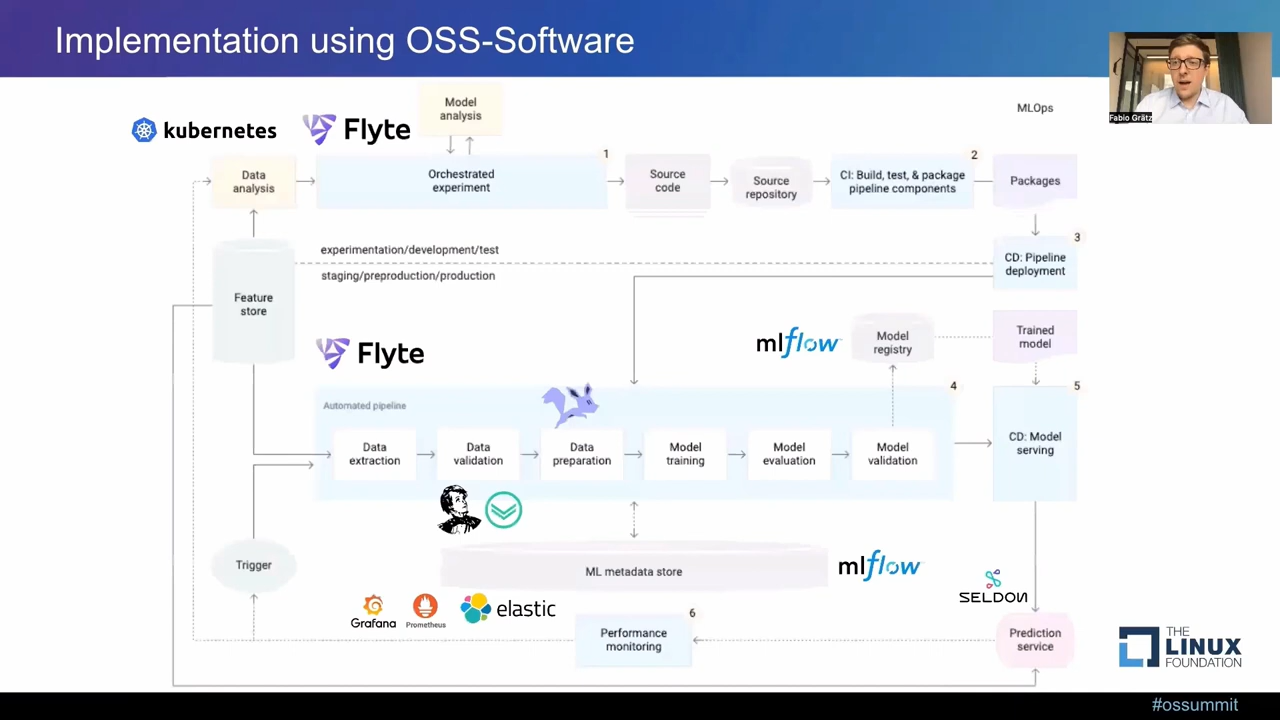 Implementation using OSS-Software
Fabio Grätz
kubernetes
Flyte
Model
analysis
MLOps
Data
analysis
Orchestrated
experiment
1
Source
code
Source
repository
CI: Build, test, & package
pipeline components
2
Packages
experimentation/development/test
staging/preproduction/production
3
CD: Pipeline
deployment
Feature
store
Flyte
mlflow
Model
registry
Trained
model
Automated pipeline
4
5
Data
extraction
Data
validation
Data
preparation
Model
training
Model
evaluation
Model
validation
CD: Model
serving
Trigger
ML metadata store
mlflow
SELDON
Grafana
Prometheus
elastic
6
Performance
monitoring
Prediction
service
THE
LINUX
FOUNDATION
#ossummit